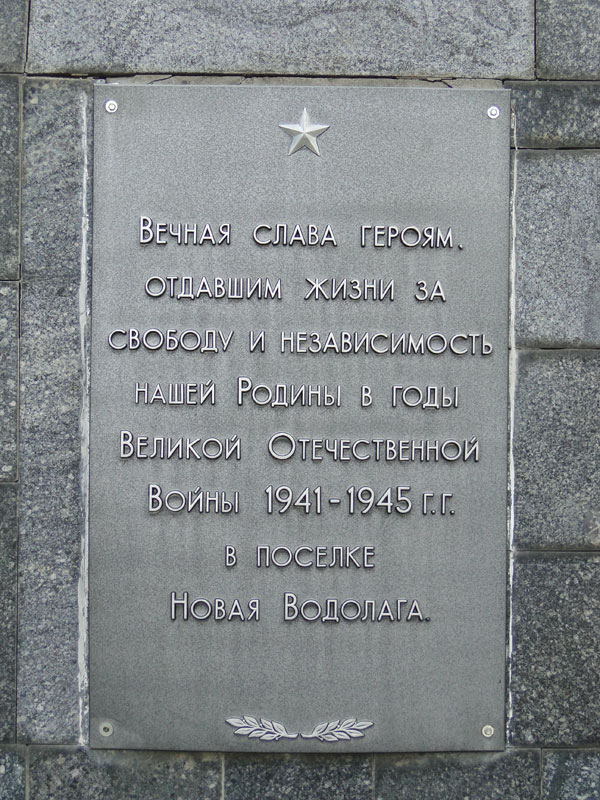 Вечная слава героям.
отдавшим жизни за
свободу и независимость
нашей Родины в годы
Великой Отечественной
Войны 1941-1945 г.г.
в поселке
Новая Водолага.